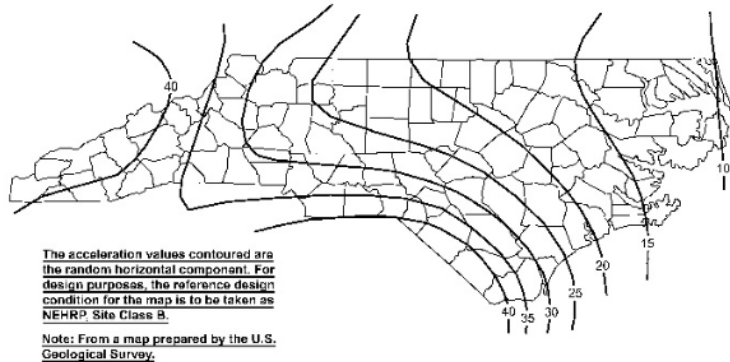 40
10
15
20
25
30
35
40
The acceleration values contoured are
the random horizontal component. For
design purposes, the reference design
condition for the map is to be taken as
NEHRP, Site Class B.
Note: From a map prepared by the U.S.
Geological Survey.